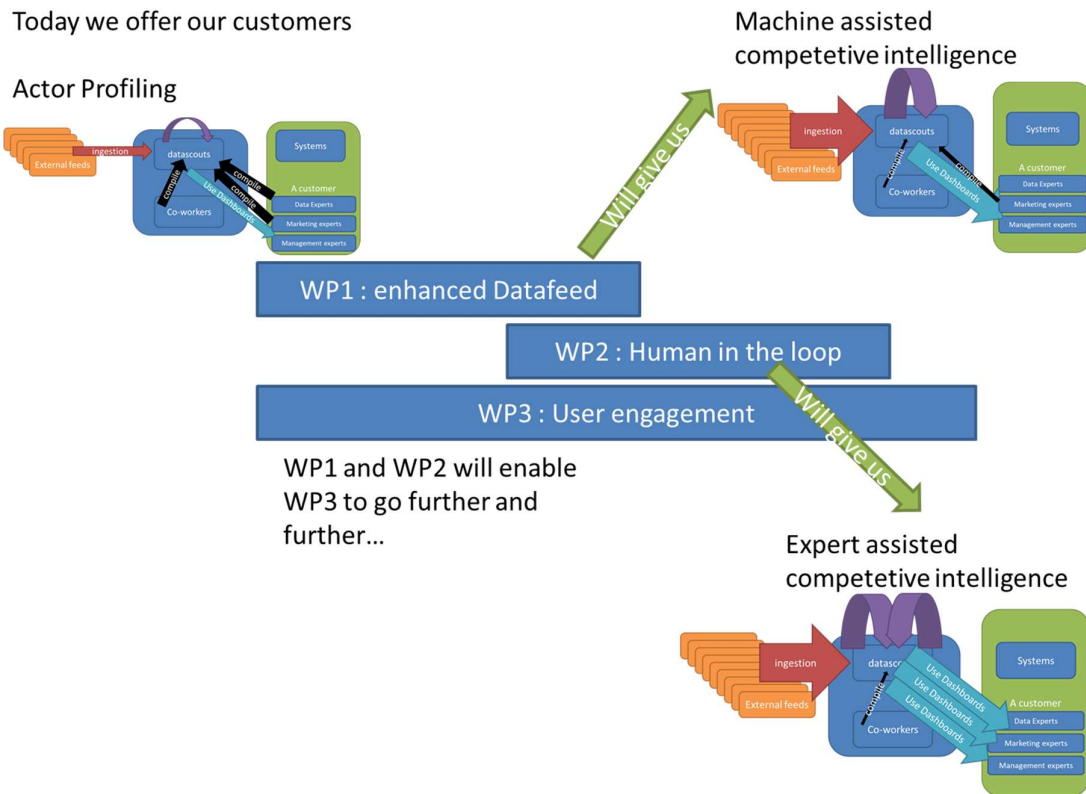 Today we offer our customers
Actor Profiling
External feeds
ingestion
datascouts
Co-workers
compile
compile
compile
Use Dashboards
Systems
A customer
Data Experts
Marketing experts
Management experts
Machine assisted
competetive intelligence
External feeds
ingestion
datascouts
Co-workers
compile
compile
Use Dashboards
Systems
A customer
Data Experts
Marketing experts
Management experts
Will give us
WP1 : enhanced Datafeed
WP2 : Human in the loop
WP3 : User engagement
Will give us
WP1 and WP2 will enable
WP3 to go further and
further...
Expert assisted
competetive intelligence
External feeds
ingestion
datascouts
Co-workers
compile
Use Dashboards
Use Dashboards
Use Dashboards
Systems
A customer
Data Experts
Marketing experts
Management experts